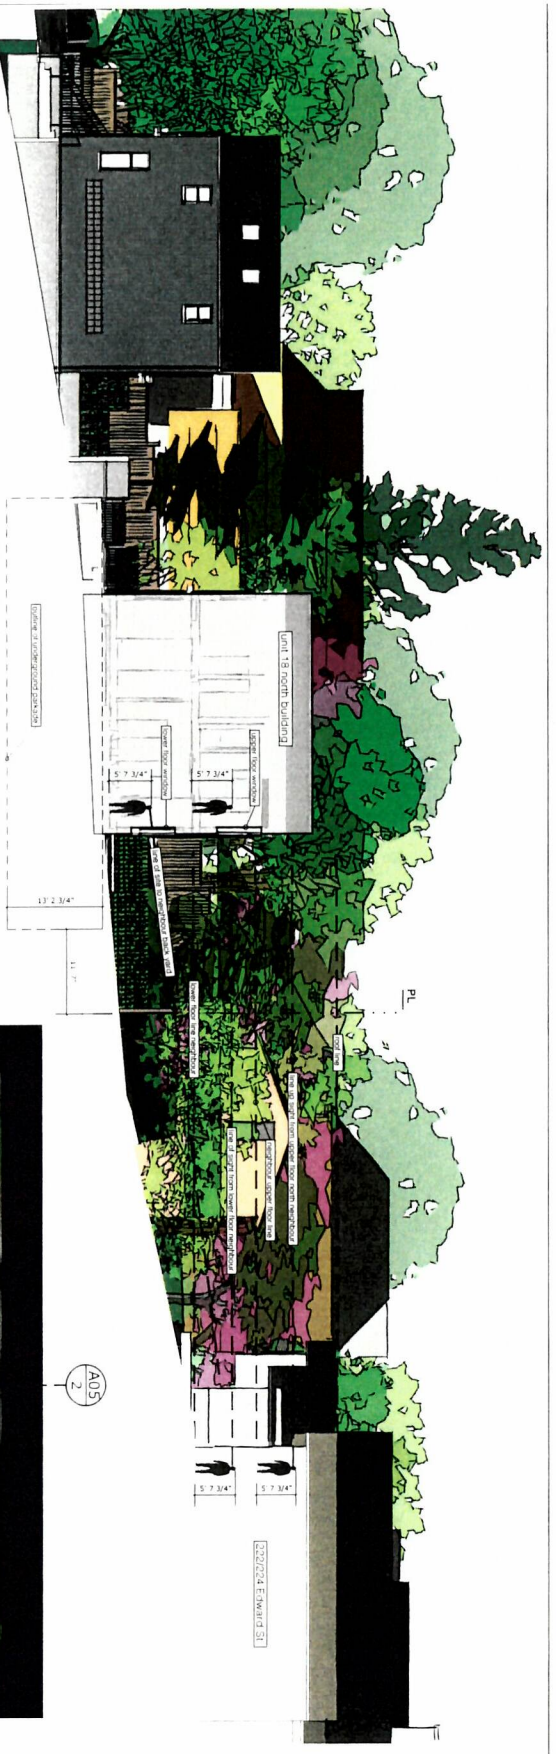 outline of underground parkade
unit 18 north building
upper floor window
lower floor window
5' 7 3/4"
5' 7 3/4"
line of site to neighbour back yard
13' 2 3/4"
11' 7"
PL
roof line
lower floor line neighbour
line of sight from upper floor north neighbour
neighbour upper floor line
line of sight from lower floor neighbour
A05
2
5' 7 3/4"
5' 7 3/4"
222/224 Edward St